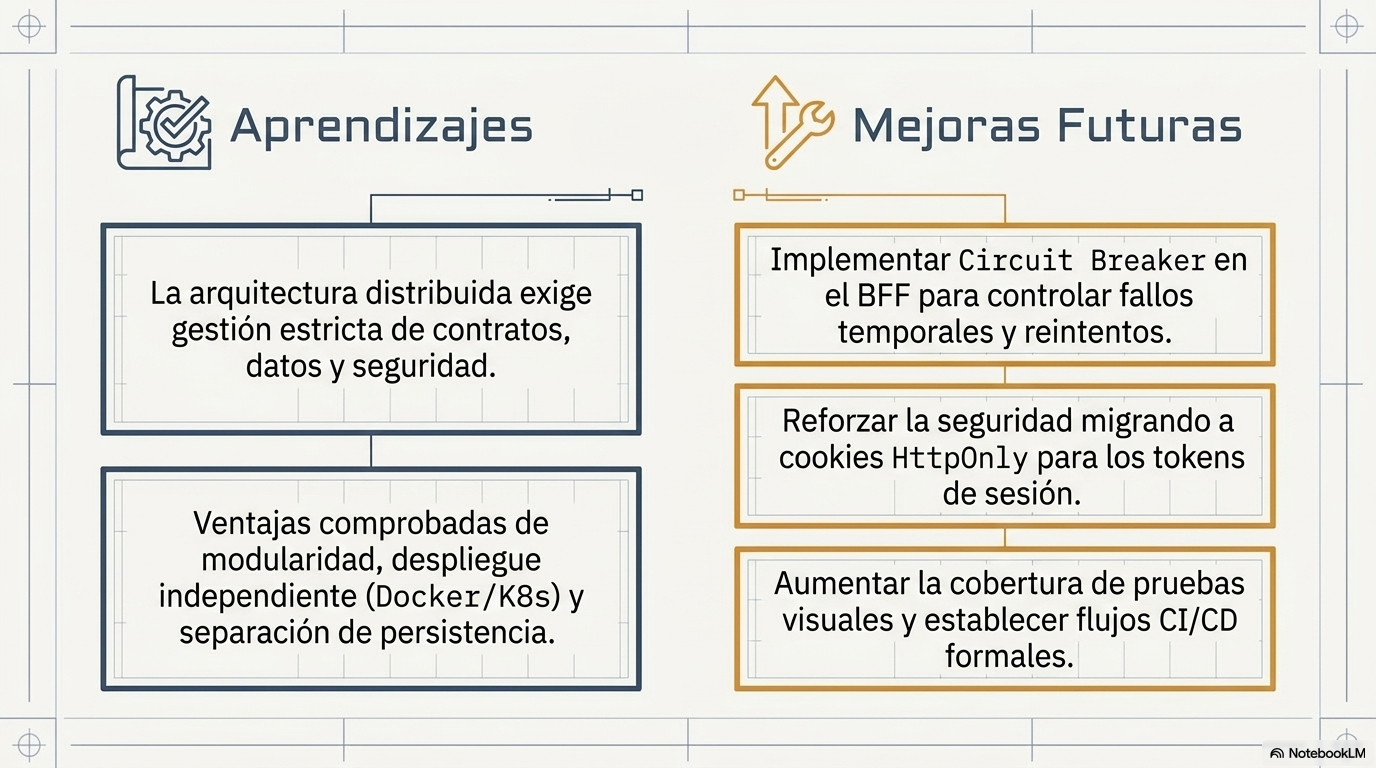 Aprendizajes
La arquitectura distribuida exige
gestión estricta de contratos,
datos y seguridad.
Ventajas comprobadas de
modularidad, despliegue
independiente (Docker/K8s) y
separación de persistencia.
Mejoras Futuras
Implementar Circuit Breaker en
el BFF para controlar fallos
temporales y reintentos.
Reforzar la seguridad migrando a
cookies HttpOnly para los tokens
de sesión.
Aumentar la cobertura de pruebas
visuales y establecer flujos CI/CD
formales.
NotebookLM